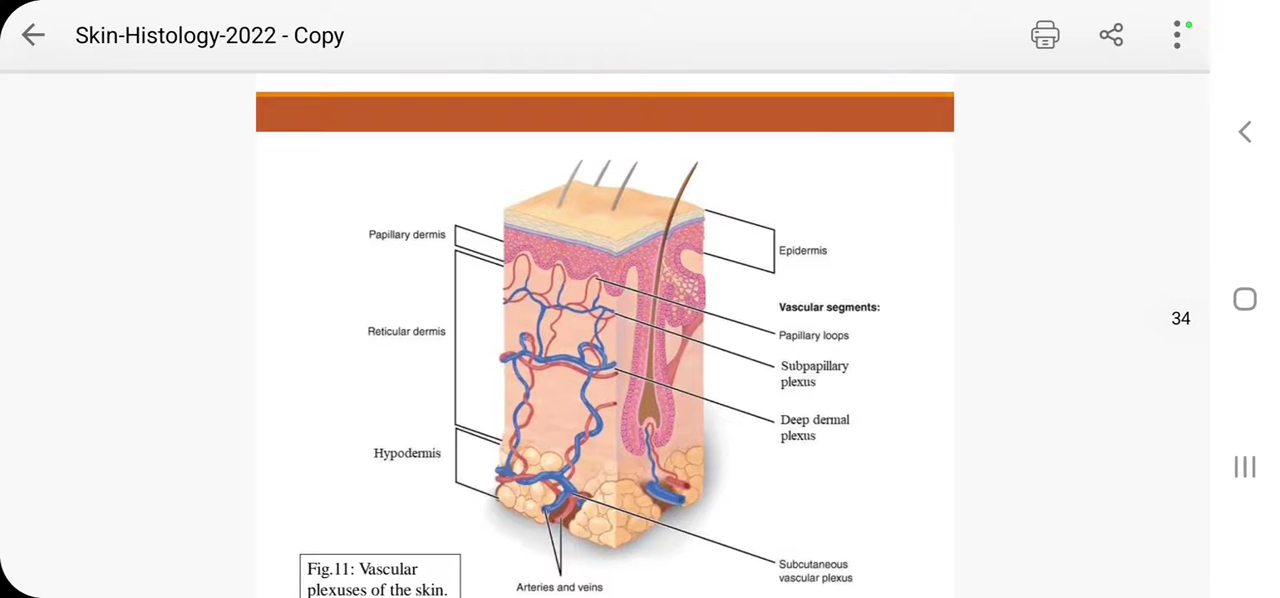 Skin-Histology-2022 - Copy
Papillary dermis
Epidermis
Vascular segments:
34
Reticular dermis
Papillary loops
Subpapillary
plexus
Deep dermal
plexus
Hypodermis
Subcutaneous
vascular plexus
Fig.11: Vascular
plexuses of the skin.
Arteries and veins